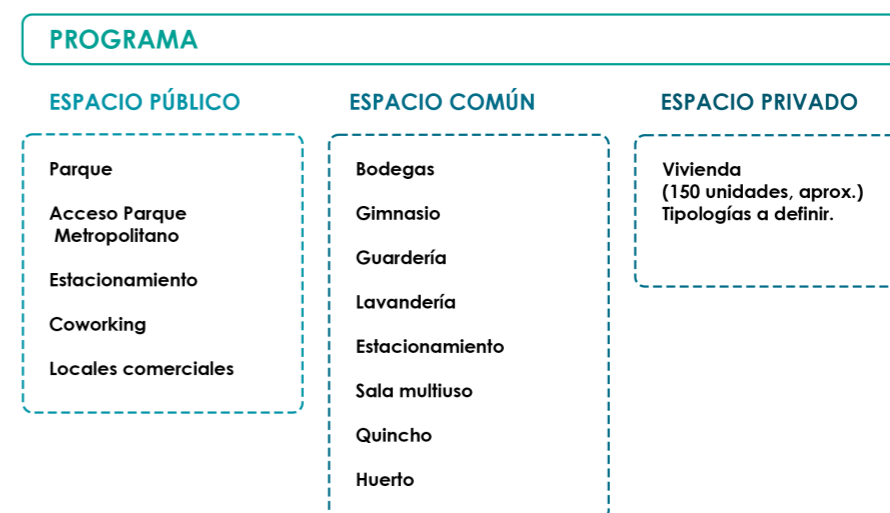 PROGRAMA
ESPACIO PÚBLICO
Parque
Acceso Parque
Metropolitano
Estacionamiento
Coworking
Locales comerciales
ESPACIO COMÚN
Bodegas
Gimnasio
Guardería
Lavandería
Estacionamiento
Sala multiuso
Quincho
Huerto
ESPACIO PRIVADO
Vivienda
(150 unidades, aprox.)
Tipologías a definir.